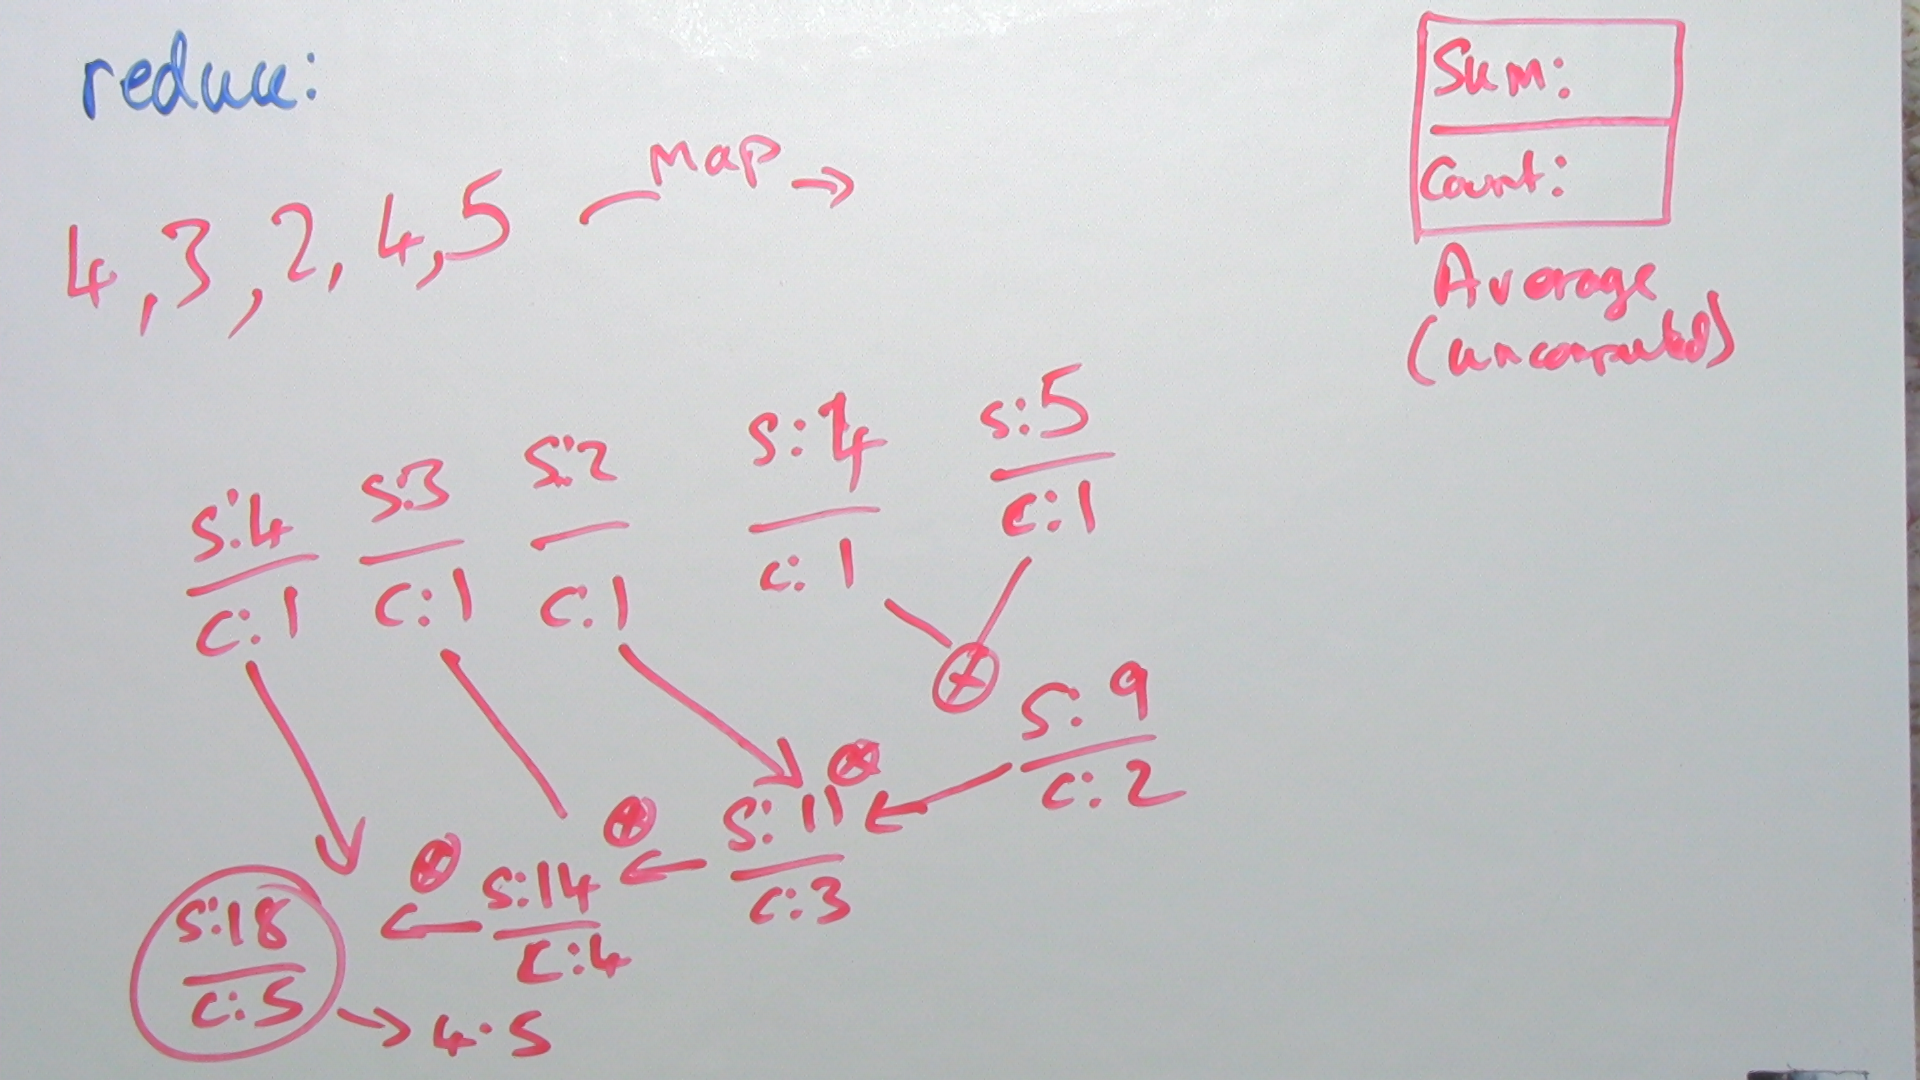 reduce:
4, 3, 2, 4, 5
Map
Sum:
Count:
Average
(uncomputed)
S:4
C:1
S:3
C:1
S:2
C:1
S:4
C:1
S:5
C:1
+
S:9
C:2
+
S:11
C:3
+
S:14
C:4
+
S:18
C:5
4.5